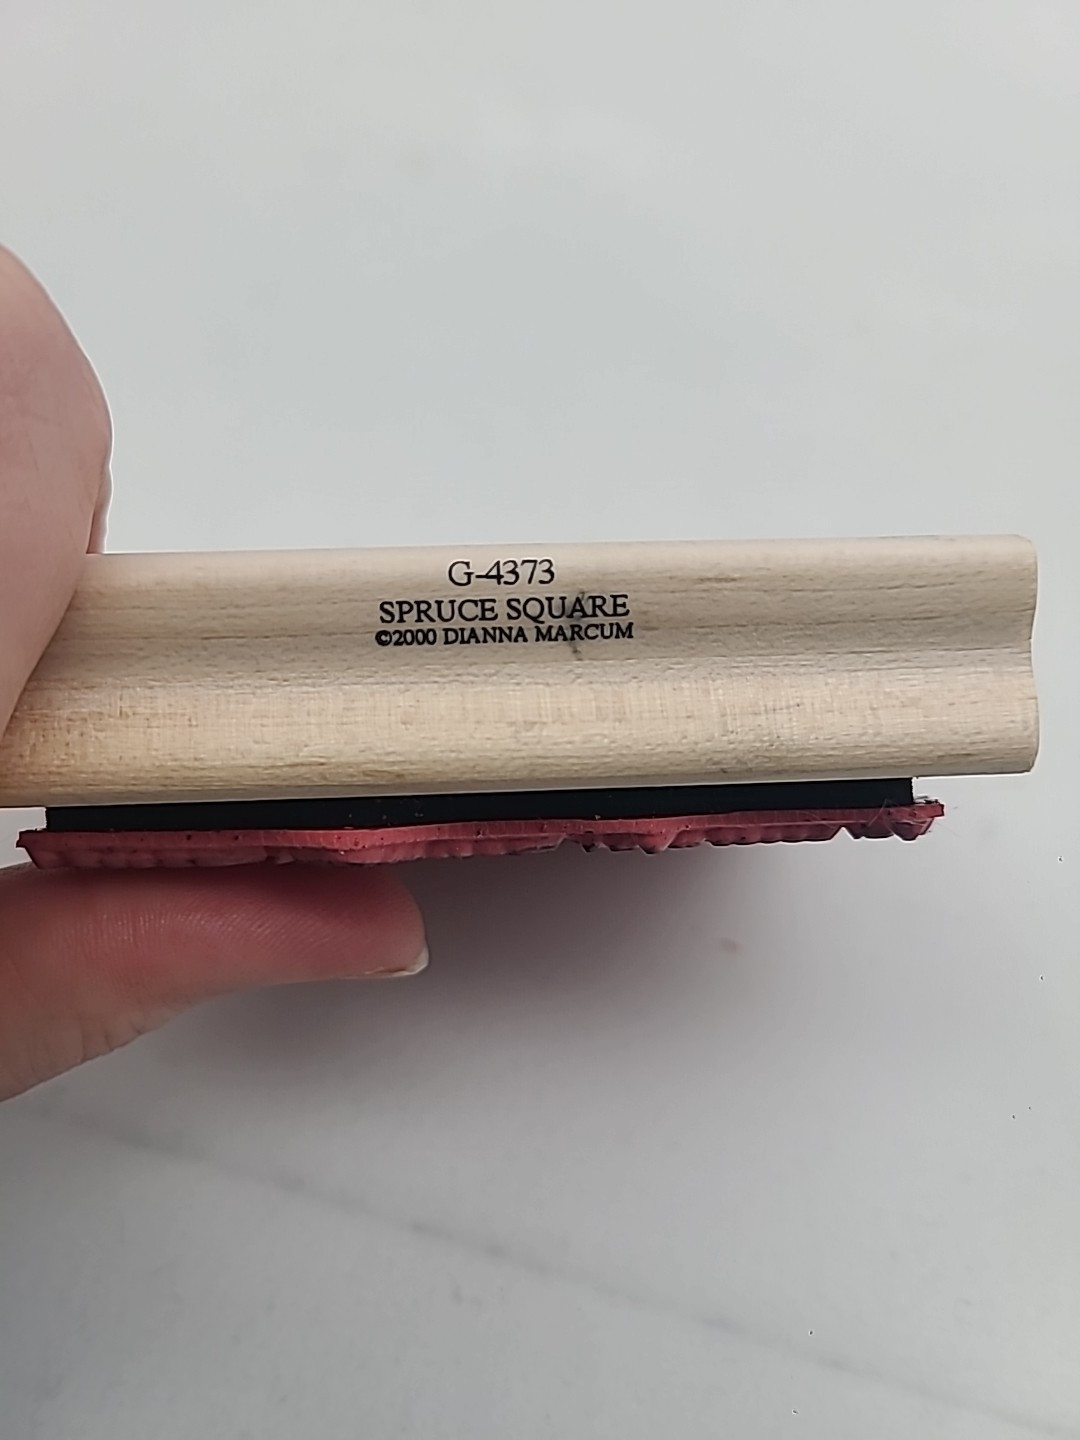 G-4373
SPRUCE SQUARE
©2000 DIANNA MARCUM